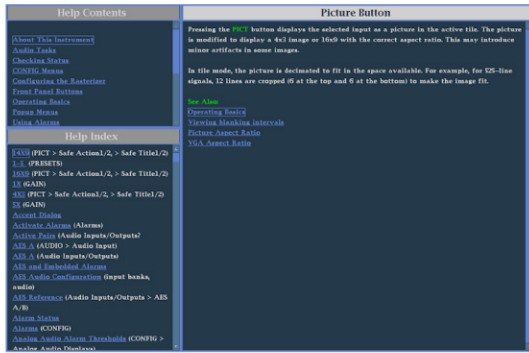 Help Contents
About This Instrument
Audio Tasks
Checking Status
CONFIG Menus
Configuring the Rasterizer
Front Panel Buttons
Operating Basics
Popup Menus
Using Alarms
Help Index
14X9 (PICT > Safe Action1/2, > Safe Title1/2)
1-5 (PRESETS)
16X9 (PICT > Safe Action1/2, > Safe Title1/2)
1X (GAIN)
4X3 (PICT > Safe Action1/2, > Safe Title1/2)
5X (GAIN)
Accept Dialog
Activate Alarms (Alarms)
Active Pairs (Audio Inputs/Outputs?
AES A (AUDIO > Audio Input)
AES A (Audio Inputs/Outputs)
AES and Embedded Alarms
AES Audio Configuration (input banks,
audio)
AES Reference (Audio Inputs/Outputs > AES
A/B)
Alarm Status
Alarms (CONFIG)
Analog Audio Alarm Thresholds (CONFIG >
Analog Audio Displays)
Picture Button
Pressing the PICT button displays the selected input as a picture in the active tile. The picture
is modified to display a 4x3 image or 16x9 with the correct aspect ratio. This may introduce
minor artifacts in some images.
In tile mode, the picture is decimated to fit in the space available. For example, for 525-line
signals, 12 lines are cropped (6 at the top and 6 at the bottom) to make the image fit.
See Also
Operating Basics
Viewing blanking intervals
Picture Aspect Ratio
VGA Aspect Ratio